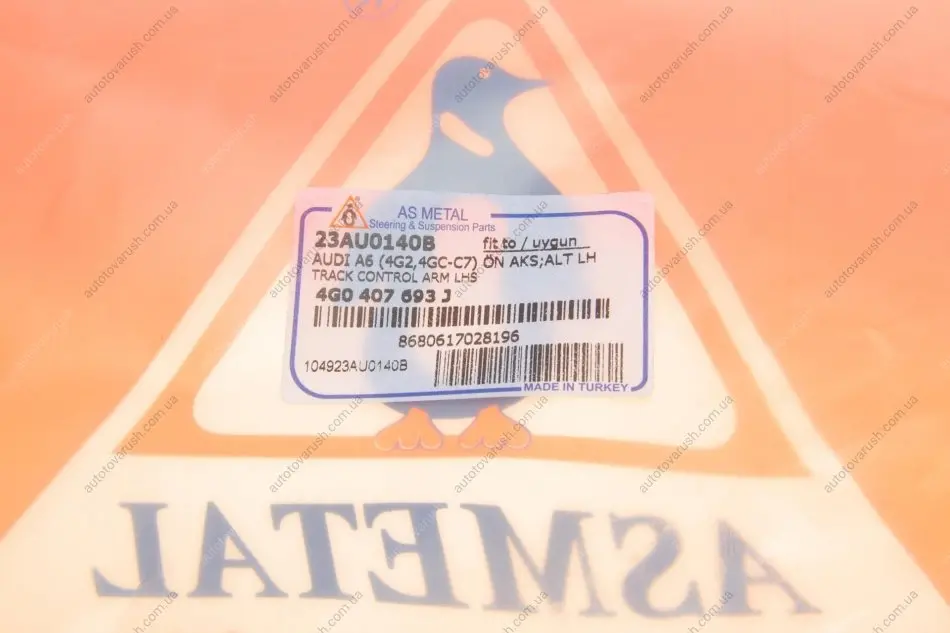 AS METAL
Steering & Suspension Parts
23AU0140B fit to / uygun
AUDI A6 (4G2,4GC-C7) ÖN AKS;ALT LH
TRACK CONTROL ARM LHS
4G0 407 693 J
8680617028196
104923AU0140B
MADE IN TURKEY
ASMETAL
autotovarush.com.ua